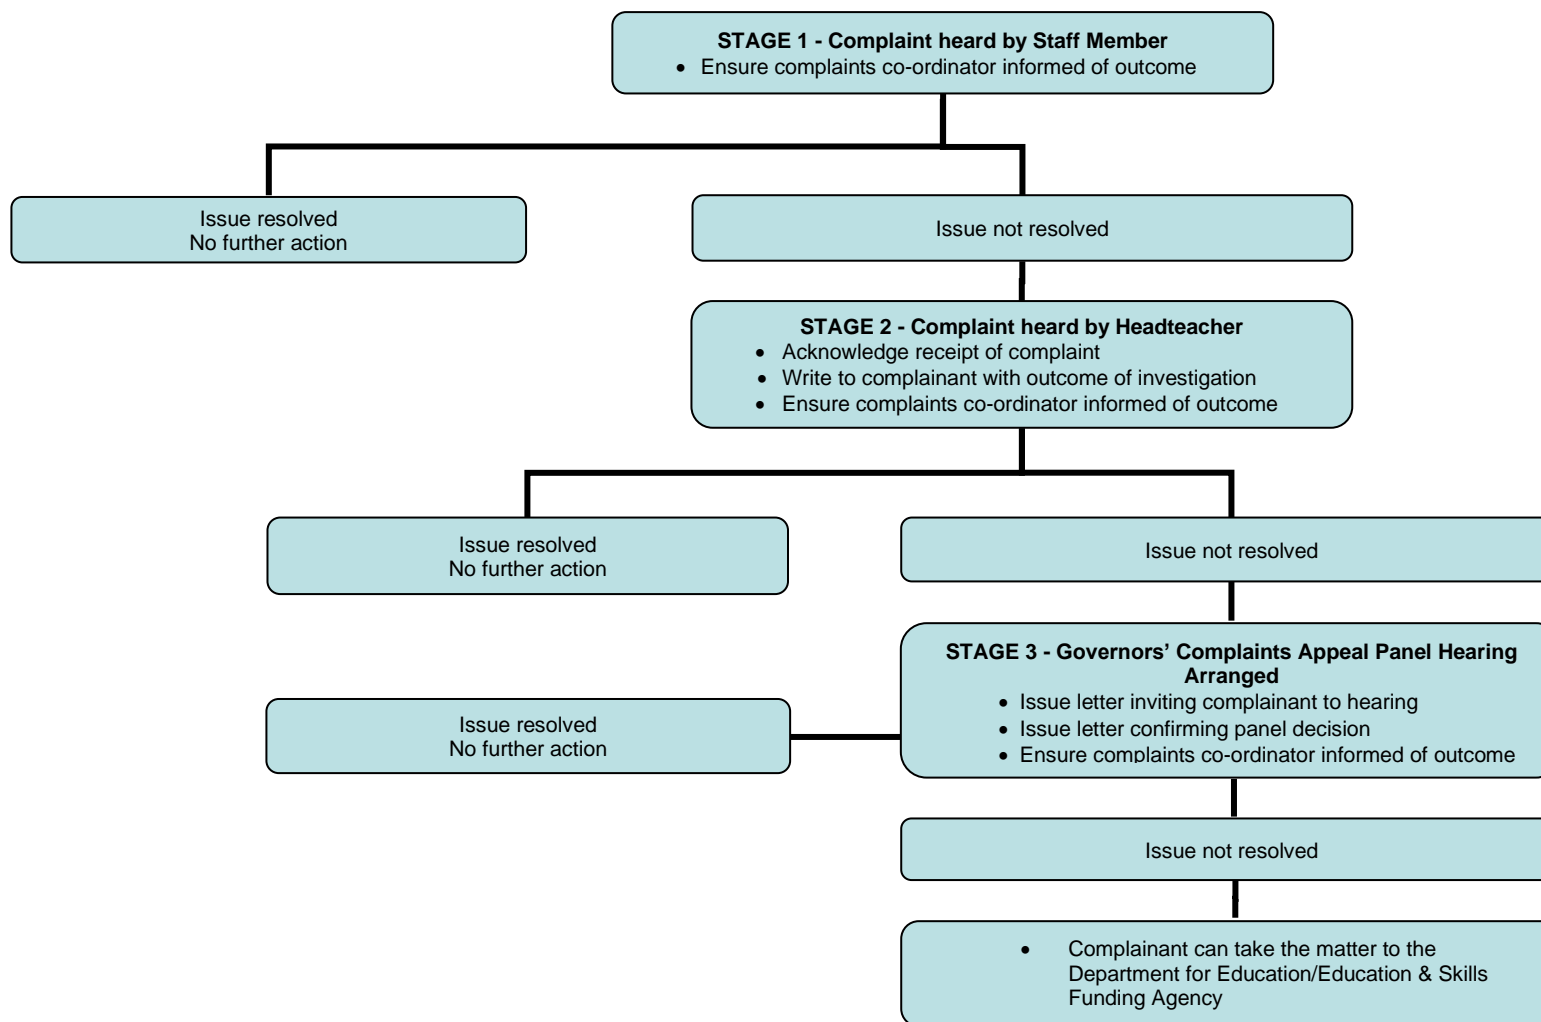 STAGE 1 - Complaint heard by Staff Member
• Ensure complaints co-ordinator informed of outcome
Issue resolved
No further action
Issue not resolved
STAGE 2 - Complaint heard by Headteacher
• Acknowledge receipt of complaint
• Write to complainant with outcome of investigation
• Ensure complaints co-ordinator informed of outcome
Issue resolved
No further action
Issue not resolved
STAGE 3 - Governors’ Complaints Appeal Panel Hearing
Arranged
• Issue letter inviting complainant to hearing
• Issue letter confirming panel decision
• Ensure complaints co-ordinator informed of outcome
Issue resolved
No further action
Issue not resolved
• Complainant can take the matter to the
Department for Education/Education & Skills
Funding Agency